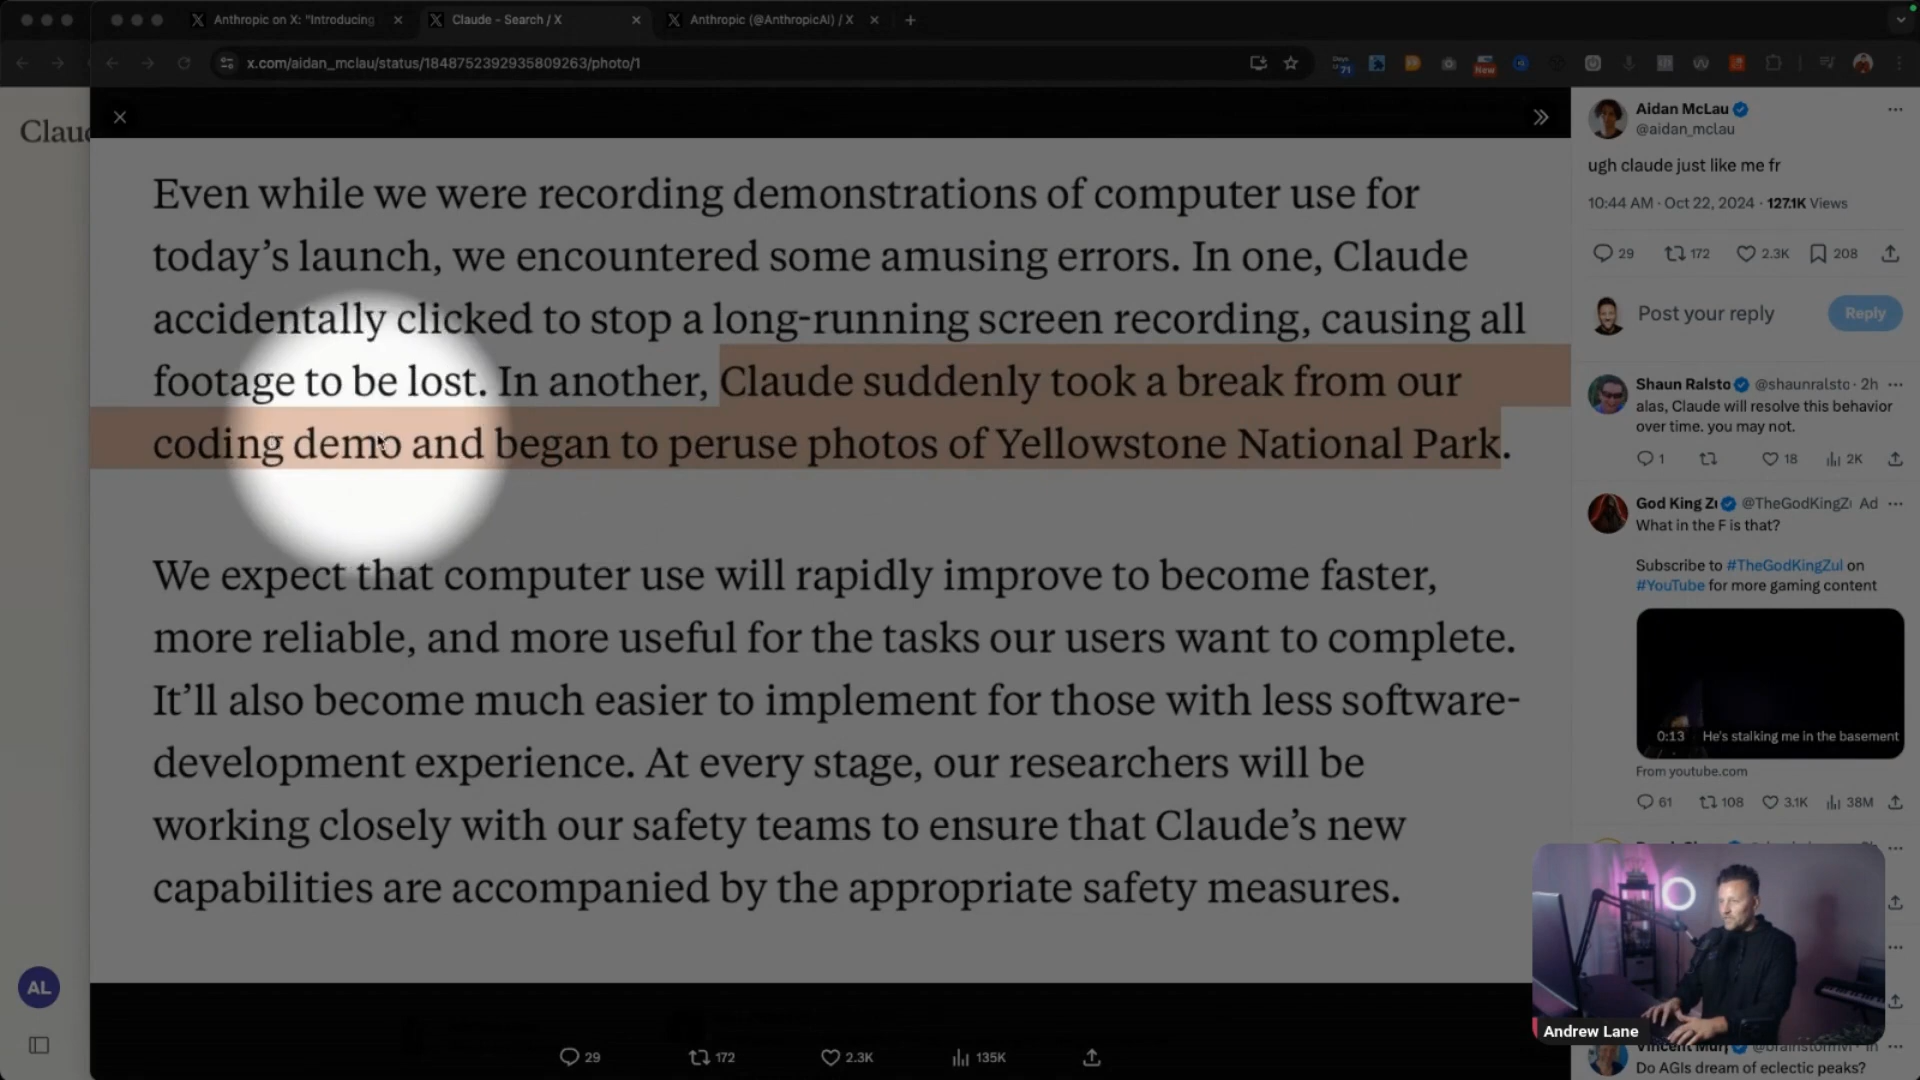 Anthropic on X: "Introducing
Claude - Search / X
Anthropic (@AnthropicAI) / X
x.com/aidan_mclau/status/1848752392935809263/photo/1
New
71
Clau
Even while we were recording demonstrations of computer use for
today's launch, we encountered some amusing errors. In one, Claude
accidentally clicked to stop a long-running screen recording, causing all
footage to be lost. In another, Claude suddenly took a break from our
coding demo and began to peruse photos of Yellowstone National Park.
We expect that computer use will rapidly improve to become faster,
more reliable, and more useful for the tasks our users want to complete.
It'll also become much easier to implement for those with less software-
development experience. At every stage, our researchers will be
working closely with our safety teams to ensure that Claude's new
capabilities are accompanied by the appropriate safety measures.
29 172 2.3K 135K
AL
Aidan McLau
@aidan_mclau
ugh claude just like me fr
10:44 AM · Oct 22, 2024 · 127.1K Views
29 172 2.3K 208
Post your reply
Reply
Shaun Ralsto @shaunralsto · 2h
alas, Claude will resolve this behavior
over time. you may not.
1 18 2K
God King Z @TheGodKingZ Ad
What in the F is that?
Subscribe to #TheGodKingZul on
#YouTube for more gaming content
0:13 He's stalking me in the basement
From youtube.com
61 108 3.1K 38M
Andrew Lane
Do AGIs dream of eclectic peaks?